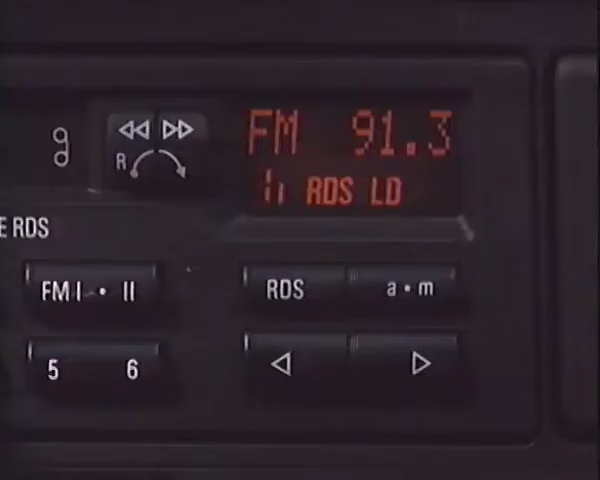 FM 91.3
RDS LD
R
E RDS
FM I • II
RDS
a • m
5 6